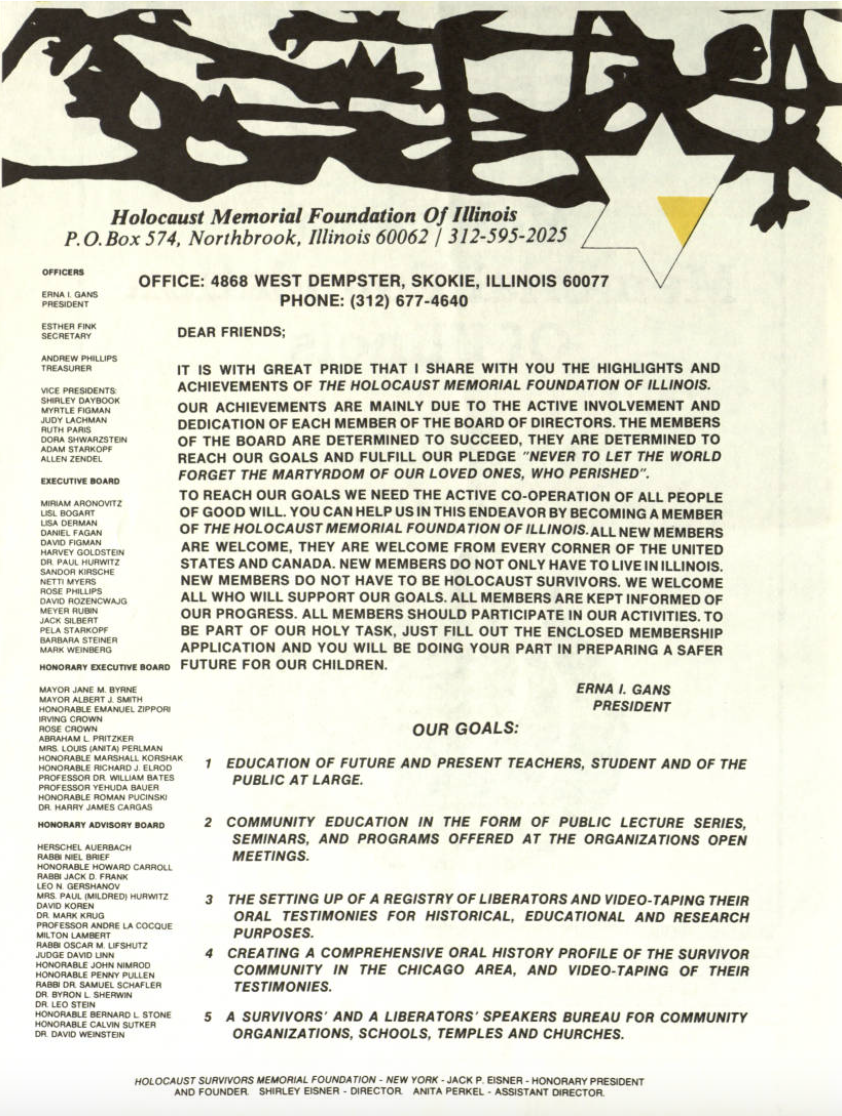 Holocaust Memorial Foundation Of Illinois
P.O. Box 574, Northbrook, Illinois 60062 / 312-595-2025
OFFICE: 4868 WEST DEMPSTER, SKOKIE, ILLINOIS 60077
PHONE: (312) 677-4640
OFFICERS
ERNA I. GANS
PRESIDENT
ESTHER FINK
SECRETARY
ANDREW PHILLIPS
TREASURER
VICE PRESIDENTS:
SHIRLEY DAYBOOK
MYRTLE FIGMAN
JUDY LACHMAN
RUTH PARIS
DORA SHWARZSTEIN
ADAM STARKOPF
ALLEN ZENDEL
EXECUTIVE BOARD
MIRIAM ARONOVITZ
LISL BOGART
LISA DERMAN
DANIEL FAGAN
DAVID FIGMAN
HARVEY GOLDSTEIN
DR. PAUL HURWITZ
SANDOR KIRSCHE
NETTI MYERS
ROSE PHILLIPS
DAVID ROZENCWAJG
MEYER RUBIN
JACK SILBERT
PELA STARKOPF
BARBARA STEINER
MARK WEINBERG
HONORARY EXECUTIVE BOARD
MAYOR JANE M. BYRNE
MAYOR ALBERT J. SMITH
HONORABLE EMANUEL ZIPPORI
IRVING CROWN
ROSE CROWN
ABRAHAM L. PRITZKER
MRS. LOUIS (ANITA) PERLMAN
HONORABLE MARSHALL KORSHAK
HONORABLE RICHARD J. ELROD
PROFESSOR DR. WILLIAM BATES
PROFESSOR YEHUDA BAUER
HONORABLE ROMAN PUCINSKI
DR. HARRY JAMES CARGAS
HONORARY ADVISORY BOARD
HERSCHEL AUERBACH
RABBI NIEL BRIEF
HONORABLE HOWARD CARROLL
RABBI JACK D. FRANK
LEO N. GERSHANOV
MRS. PAUL (MILDRED) HURWITZ
DAVID KOREN
DR. MARK KRUG
PROFESSOR ANDRE LA COCQUE
MILTON LAMBERT
RABBI OSCAR M. LIFSHUTZ
JUDGE DAVID LINN
HONORABLE JOHN NIMROD
HONORABLE PENNY PULLEN
RABBI DR. SAMUEL SCHAFLER
DR. BYRON L. SHERWIN
DR. LEO STEIN
HONORABLE BERNARD L. STONE
HONORABLE CALVIN SUTKER
DR. DAVID WEINSTEIN
DEAR FRIENDS;
IT IS WITH GREAT PRIDE THAT I SHARE WITH YOU THE HIGHLIGHTS AND
ACHIEVEMENTS OF THE HOLOCAUST MEMORIAL FOUNDATION OF ILLINOIS.
OUR ACHIEVEMENTS ARE MAINLY DUE TO THE ACTIVE INVOLVEMENT AND
DEDICATION OF EACH MEMBER OF THE BOARD OF DIRECTORS. THE MEMBERS
OF THE BOARD ARE DETERMINED TO SUCCEED, THEY ARE DETERMINED TO
REACH OUR GOALS AND FULFILL OUR PLEDGE "NEVER TO LET THE WORLD
FORGET THE MARTYRDOM OF OUR LOVED ONES, WHO PERISHED".
TO REACH OUR GOALS WE NEED THE ACTIVE CO-OPERATION OF ALL PEOPLE
OF GOOD WILL. YOU CAN HELP US IN THIS ENDEAVOR BY BECOMING A MEMBER
OF THE HOLOCAUST MEMORIAL FOUNDATION OF ILLINOIS. ALL NEW MEMBERS
ARE WELCOME, THEY ARE WELCOME FROM EVERY CORNER OF THE UNITED
STATES AND CANADA. NEW MEMBERS DO NOT ONLY HAVE TO LIVE IN ILLINOIS.
NEW MEMBERS DO NOT HAVE TO BE HOLOCAUST SURVIVORS. WE WELCOME
ALL WHO WILL SUPPORT OUR GOALS. ALL MEMBERS ARE KEPT INFORMED OF
OUR PROGRESS. ALL MEMBERS SHOULD PARTICIPATE IN OUR ACTIVITIES. TO
BE PART OF OUR HOLY TASK, JUST FILL OUT THE ENCLOSED MEMBERSHIP
APPLICATION AND YOU WILL BE DOING YOUR PART IN PREPARING A SAFER
FUTURE FOR OUR CHILDREN.
ERNA I. GANS
PRESIDENT
OUR GOALS:
1 EDUCATION OF FUTURE AND PRESENT TEACHERS, STUDENT AND OF THE
PUBLIC AT LARGE.
2 COMMUNITY EDUCATION IN THE FORM OF PUBLIC LECTURE SERIES,
SEMINARS, AND PROGRAMS OFFERED AT THE ORGANIZATIONS OPEN
MEETINGS.
3 THE SETTING UP OF A REGISTRY OF LIBERATORS AND VIDEO-TAPING THEIR
ORAL TESTIMONIES FOR HISTORICAL, EDUCATIONAL AND RESEARCH
PURPOSES.
4 CREATING A COMPREHENSIVE ORAL HISTORY PROFILE OF THE SURVIVOR
COMMUNITY IN THE CHICAGO AREA, AND VIDEO-TAPING OF THEIR
TESTIMONIES.
5 A SURVIVORS' AND A LIBERATORS' SPEAKERS BUREAU FOR COMMUNITY
ORGANIZATIONS, SCHOOLS, TEMPLES AND CHURCHES.
HOLOCAUST SURVIVORS MEMORIAL FOUNDATION - NEW YORK - JACK P. EISNER - HONORARY PRESIDENT
AND FOUNDER. SHIRLEY EISNER - DIRECTOR. ANITA PERKEL - ASSISTANT DIRECTOR.